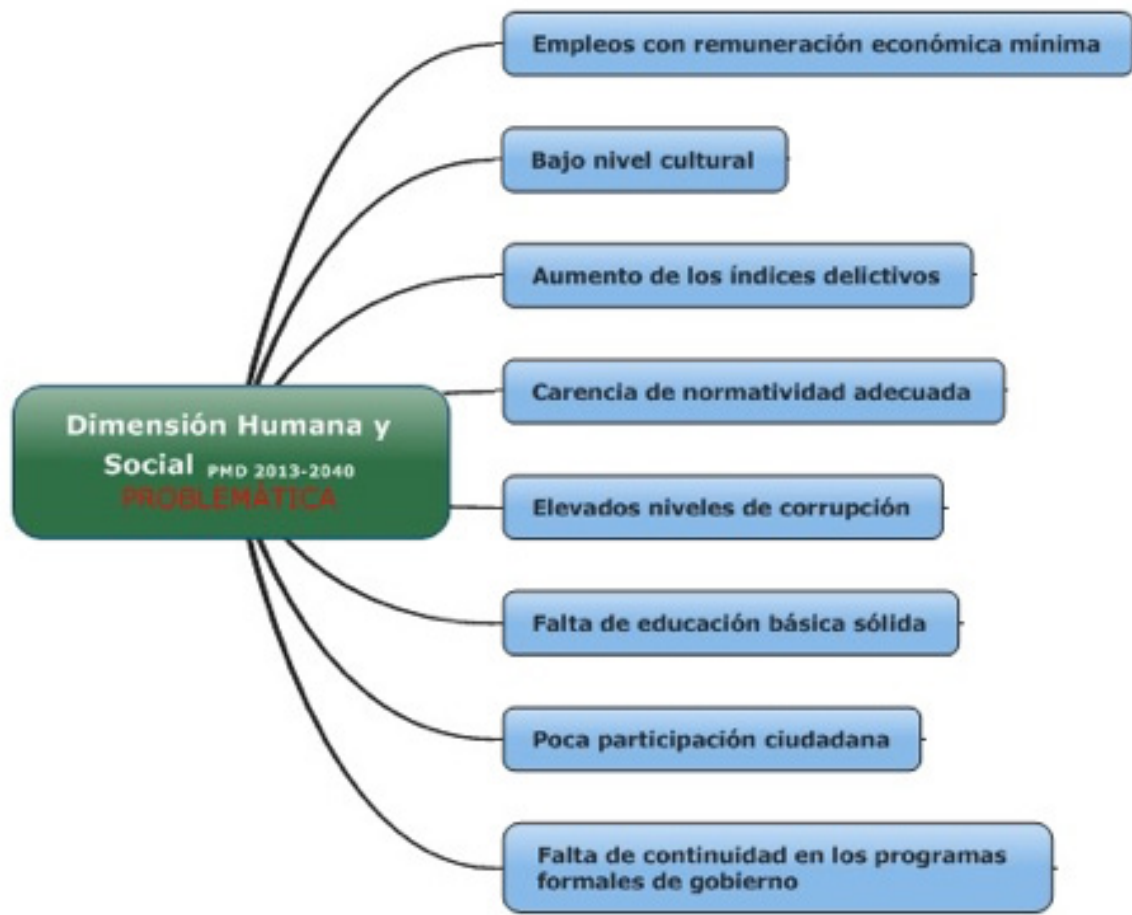 Empleos con remuneración económica mínima
Bajo nivel cultural
Aumento de los índices delictivos
Carencia de normatividad adecuada
Dimensión Humana y
Social PMD 2013-2040
PROBLEMÀTICA
Elevados niveles de corrupción
Falta de educación básica sólida
Poca participación ciudadana
Falta de continuidad en los programas
formales de gobierno